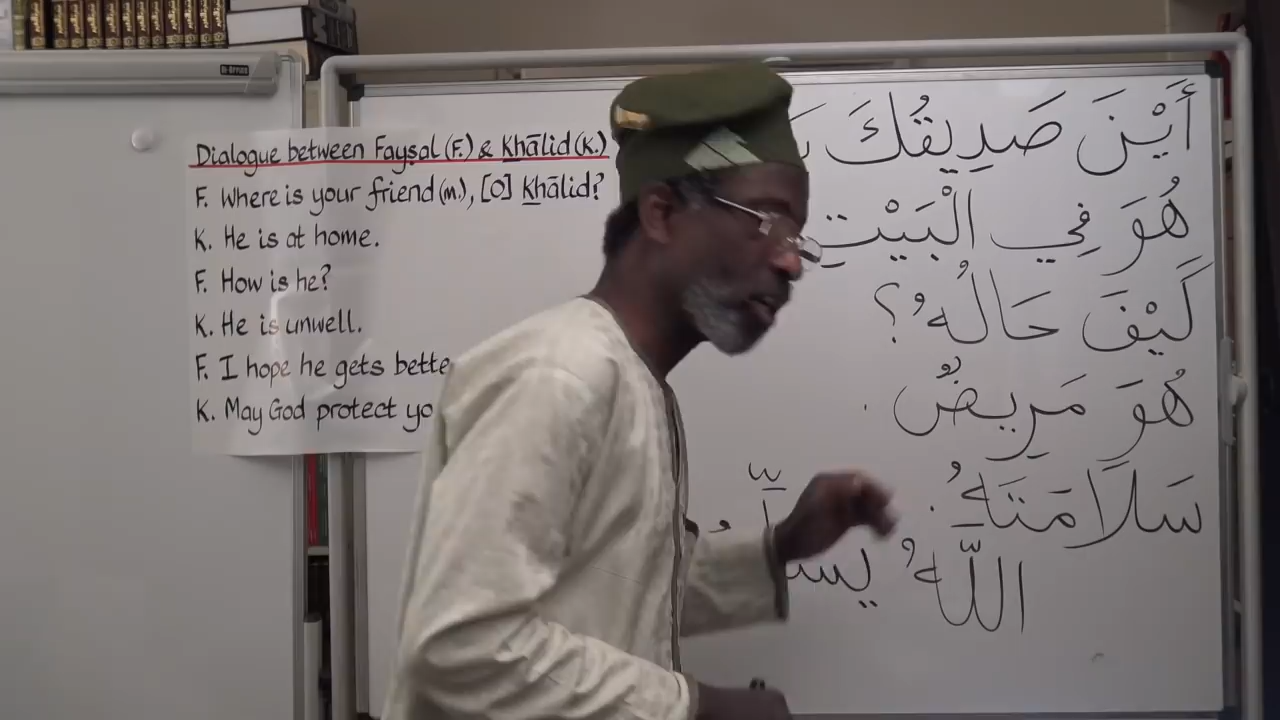 Dialogue between Fayṣal (F.) & Khālid (K.)
F. Where is your friend (m.), [O] Khālid?
K. He is at home.
F. How is he?
K. He is unwell.
F. I hope he gets bette
K. May God protect yo
أَيْنَ صَدِيقُكَ
هُوَ فِي الْبَيْتِ
كَيْفَ حَالُهُ؟
هُوَ مَرِيضٌ.
سَلَامَتَهُ.
اللّهُ